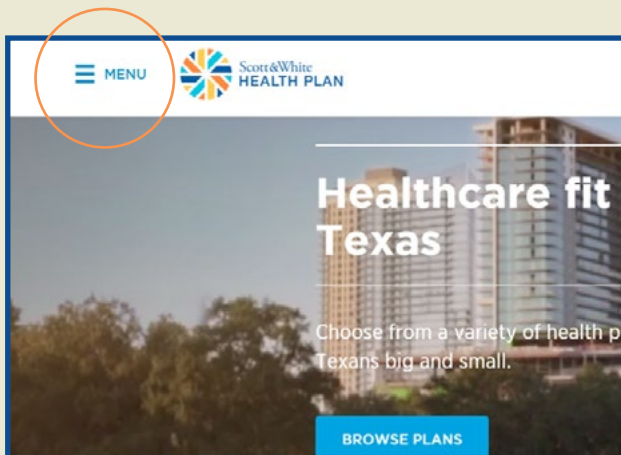 MENU
Scott&White
HEALTH PLAN
Healthcare fit
Texas
Choose from a variety of health p
Texans big and small.
BROWSE PLANS